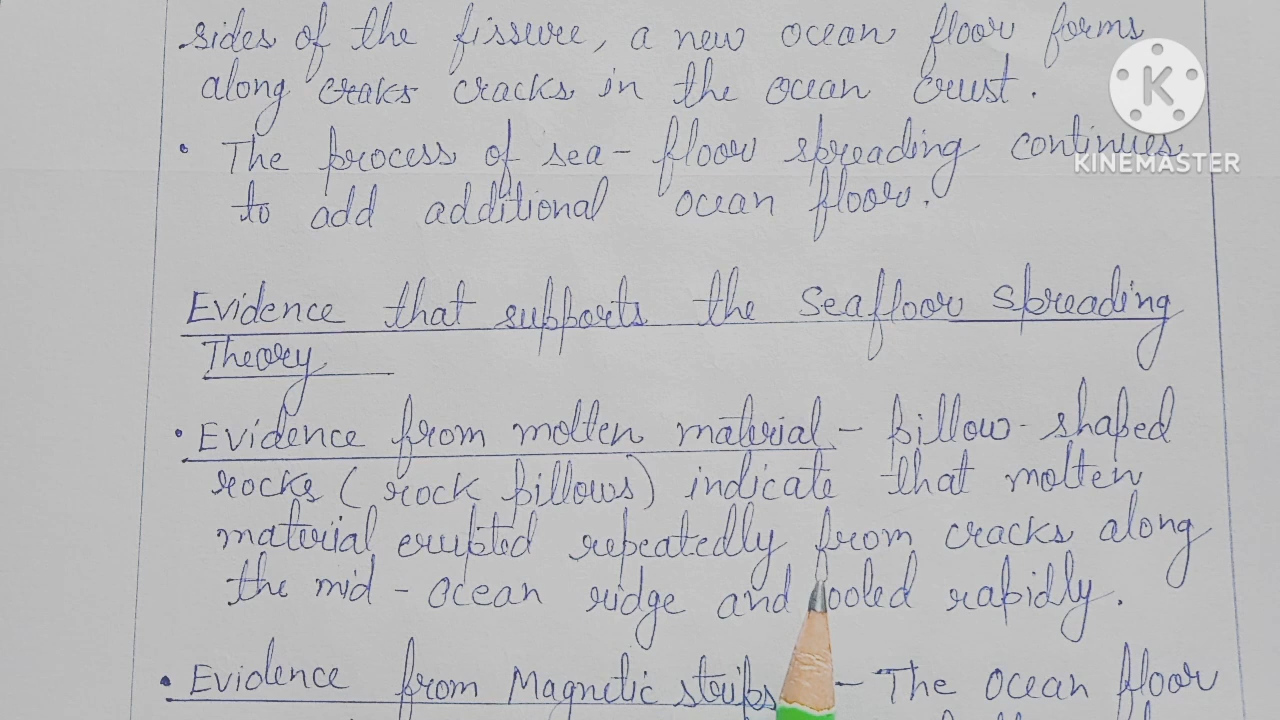 sides of the fissure, a new ocean floor forms
along craks cracks in the ocean crust.
• The process of sea-floor spreading continues
to add additional ocean floor.
Evidence that supports the Seafloor spreading
Theory
• Evidence from molten material - pillow-shaped
rocks (rock pillows) indicate that molten
material erupted repeatedly from cracks along
the mid-ocean ridge and cooled rapidly.
• Evidence from Magnetic strips - The ocean floor
K
KINEMASTER